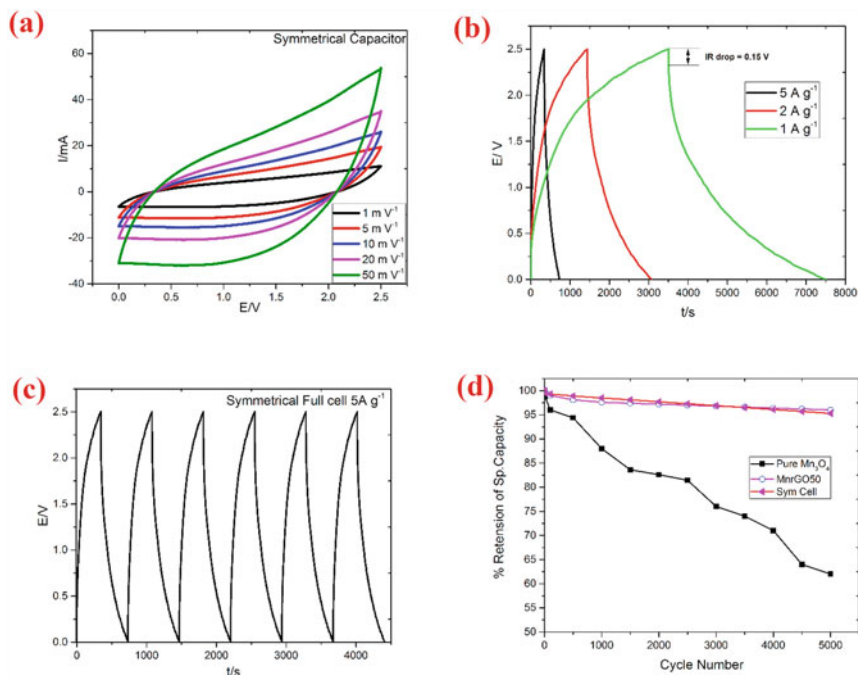 (a)
Symmetrical Capacitor
60
40
20
0
-20
-40
I/mA
0.0 0.5 1.0 1.5 2.0 2.5
E/V
1 m V⁻¹
5 m V⁻¹
10 m V⁻¹
20 m V⁻¹
50 m V⁻¹
(b)
2.5
2.0
1.5
1.0
0.5
0.0
E/ V
0 1000 2000 3000 4000 5000 6000 7000 8000
t/s
IR drop = 0.15 V
5 A g⁻¹
2 A g⁻¹
1 A g⁻¹
(c)
Symmetrical Full cell 5A g⁻¹
2.5
2.0
1.5
1.0
0.5
0.0
E/V
0 1000 2000 3000 4000
t/s
(d)
100
95
90
85
80
75
70
65
60
55
50
% Retension of Sp.Capacity
0 1000 2000 3000 4000 5000
Cycle Number
Pure Mn₃O₄
MnrGO50
Sym Cell